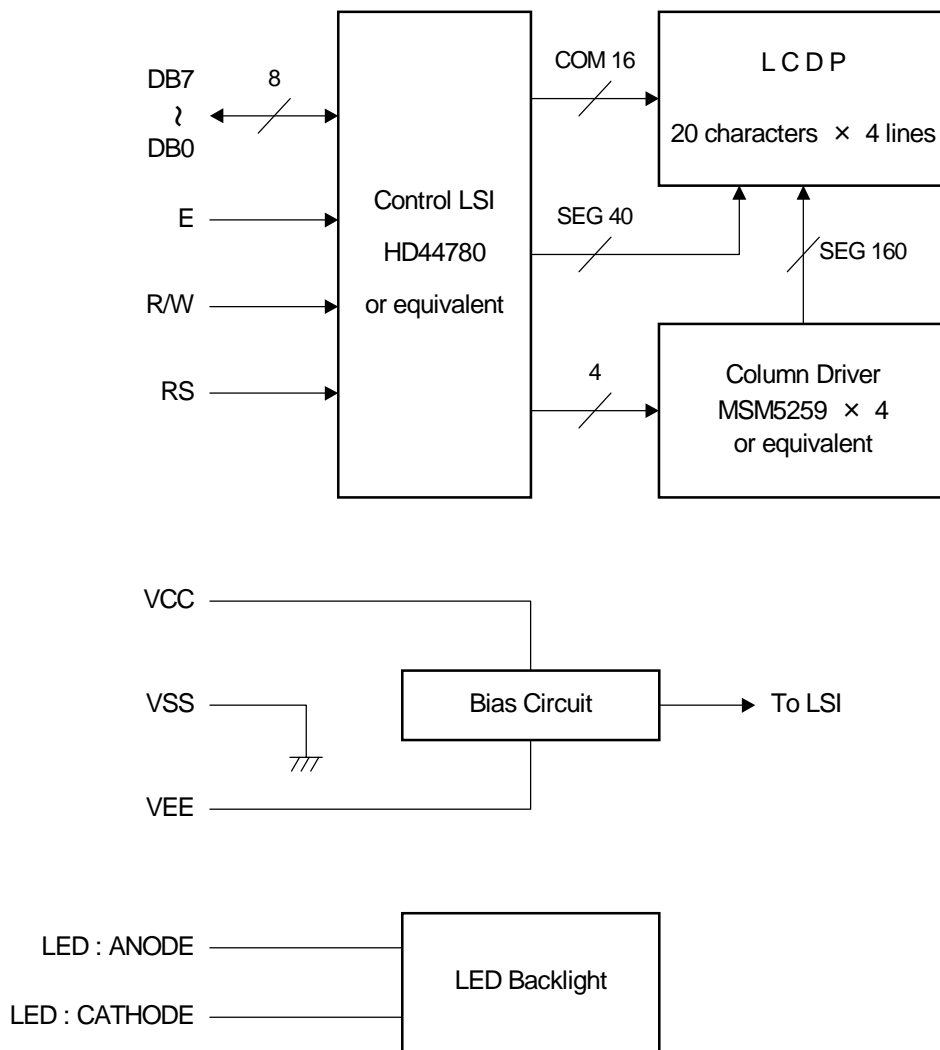 DB7
~
DB0
8
E
R/W
RS
Control LSI
HD44780
or equivalent
COM 16
SEG 40
4
L C D P
20 characters × 4 lines
SEG 160
Column Driver
MSM5259 × 4
or equivalent
VCC
VSS
VEE
Bias Circuit
To LSI
LED : ANODE
LED : CATHODE
LED Backlight